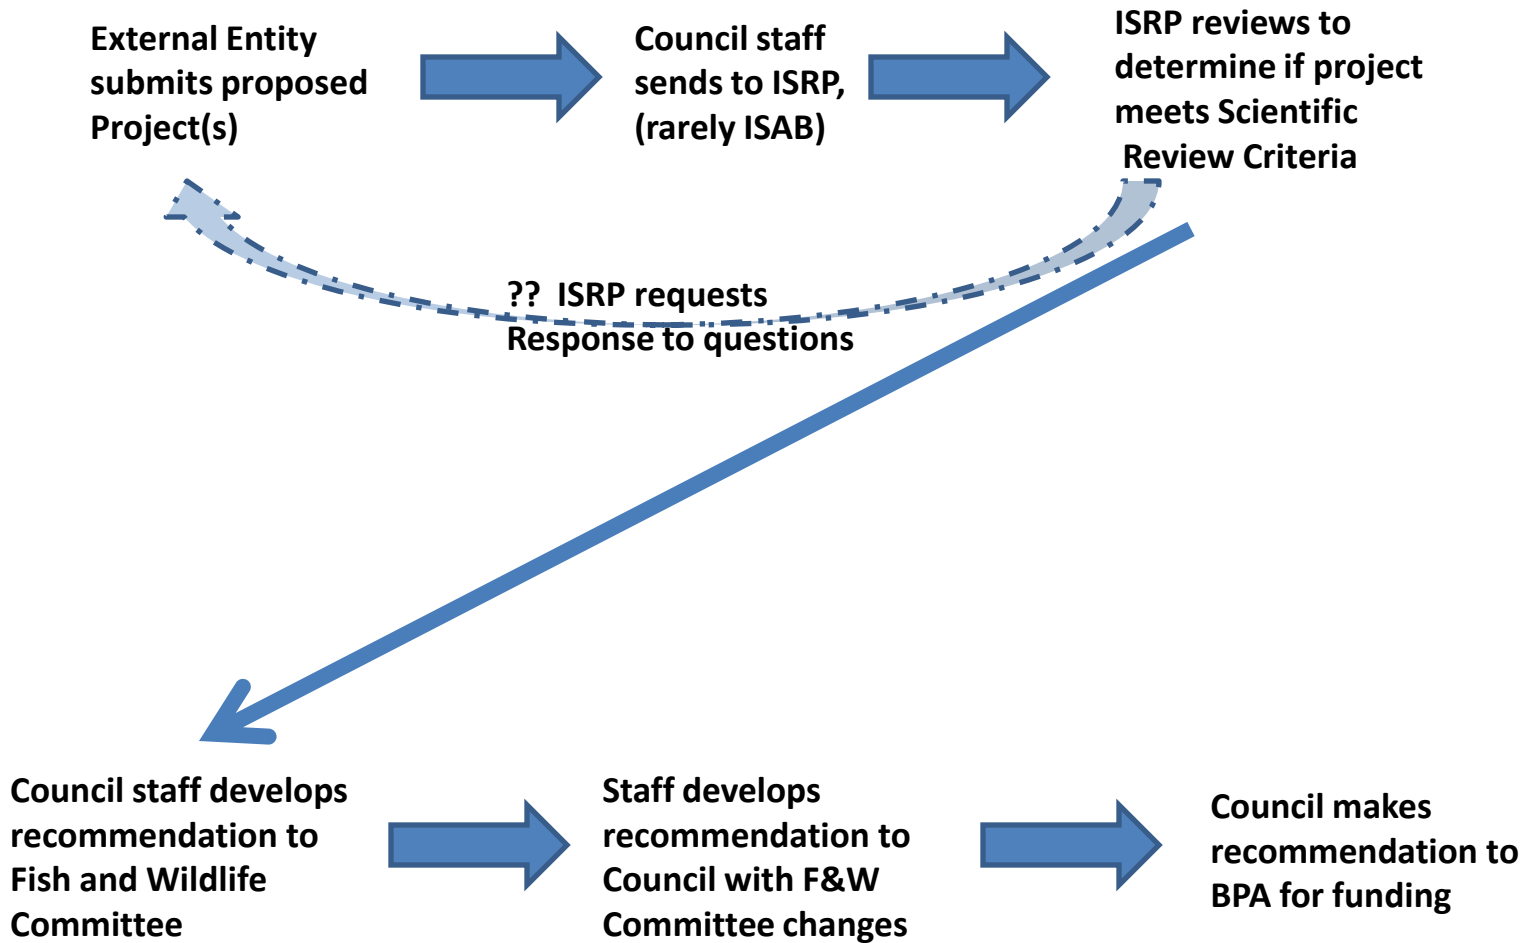 External Entity
submits proposed
Project(s)
Council staff
sends to ISRP,
(rarely ISAB)
ISRP reviews to
determine if project
meets Scientific
Review Criteria
?? ISRP requests
Response to questions
Council staff develops
recommendation to
Fish and Wildlife
Committee
Staff develops
recommendation to
Council with F&W
Committee changes
Council makes
recommendation to
BPA for funding